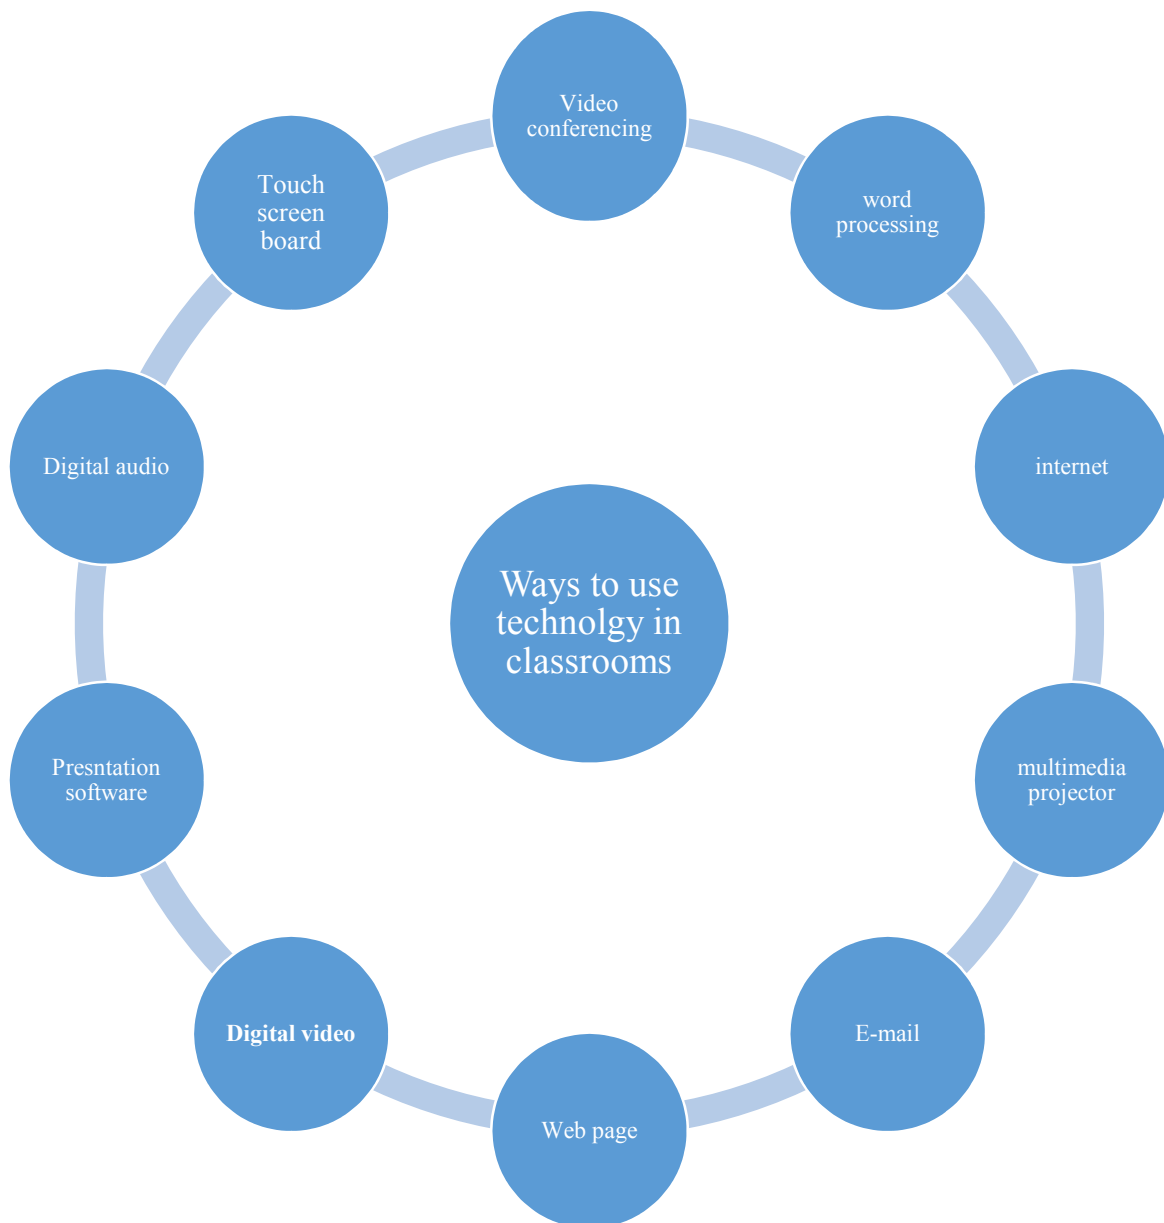 Video
conferencing
word
processing
internet
multimedia
projector
E-mail
Web page
Digital video
Presntation
software
Digital audio
Touch
screen
board
Ways to use
technolgy in
classrooms